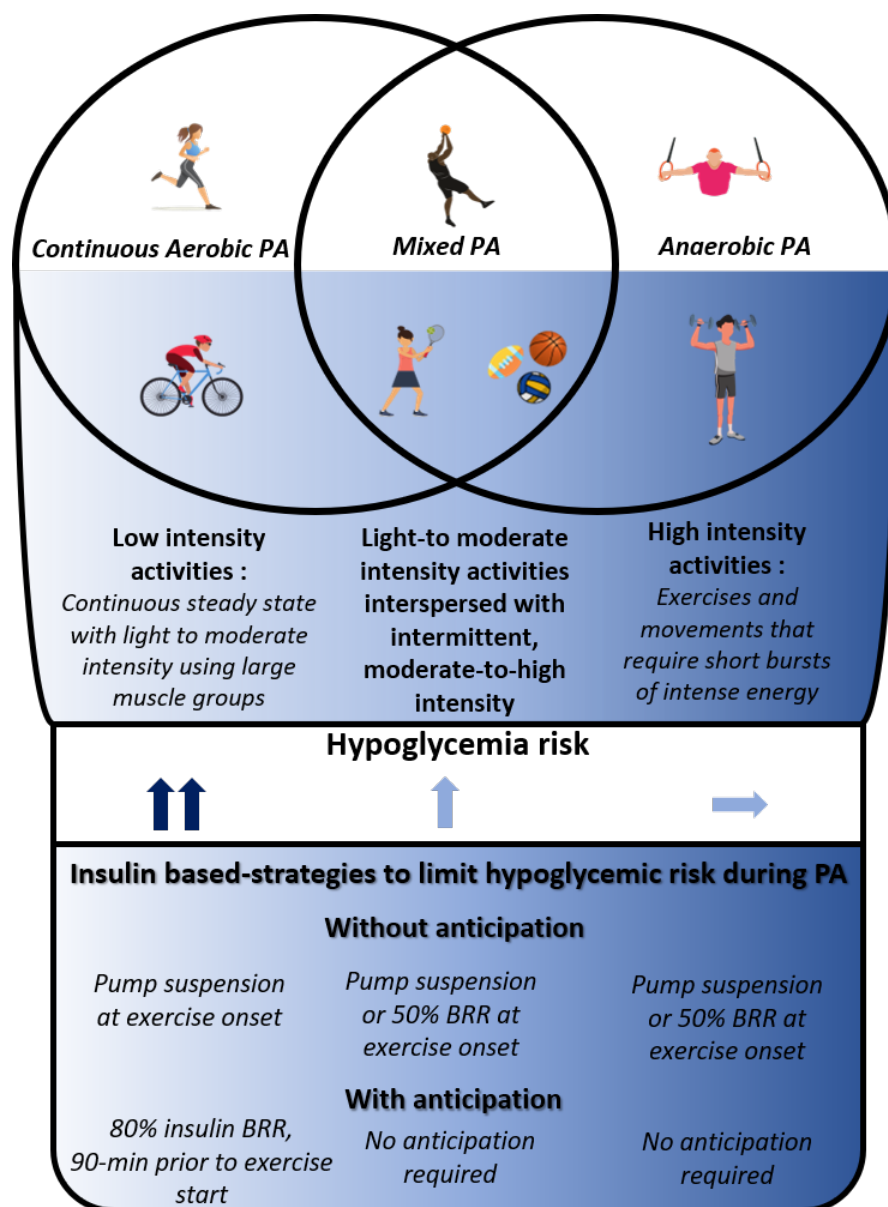 Continuous Aerobic PA
Mixed PA
Anaerobic PA
Low intensity
activities :
Continuous steady state
with light to moderate
intensity using large
muscle groups
Light-to moderate
intensity activities
interspersed with
intermittent,
moderate-to-high
intensity
High intensity
activities :
Exercises and
movements that
require short bursts
of intense energy
Hypoglycemia risk
Insulin based-strategies to limit hypoglycemic risk during PA
Without anticipation
Pump suspension
at exercise onset
Pump suspension
or 50% BRR at
exercise onset
Pump suspension
or 50% BRR at
exercise onset
With anticipation
80% insulin BRR,
90-min prior to exercise
start
No anticipation
required
No anticipation
required